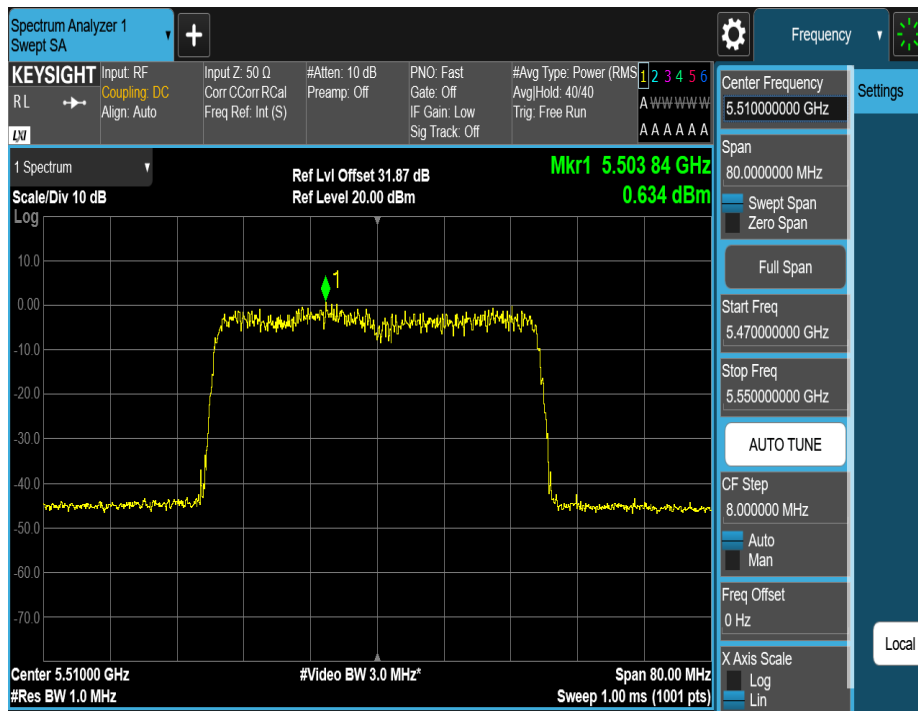 Spectrum Analyzer 1
Swept SA
+
Frequency
KEYSIGHT
RL
LXI
Input: RF
Coupling: DC
Align: Auto
Input Z: 50 Ω
Corr CCorr RCal
Freq Ref: Int (S)
#Atten: 10 dB
Preamp: Off
PNO: Fast
Gate: Off
IF Gain: Low
Sig Track: Off
#Avg Type: Power (RMS
Avg|Hold: 40/40
Trig: Free Run
1 2 3 4 5 6
A W W W W W
A A A A A A
1 Spectrum
Scale/Div 10 dB
Ref Lvl Offset 31.87 dB
Ref Level 20.00 dBm
Mkr1 5.503 84 GHz
0.634 dBm
Log
10.0
0.00
-10.0
-20.0
-30.0
-40.0
-50.0
-60.0
-70.0
1
Center 5.51000 GHz
#Res BW 1.0 MHz
#Video BW 3.0 MHz*
Span 80.00 MHz
Sweep 1.00 ms (1001 pts)
Center Frequency
5.510000000 GHz
Span
80.0000000 MHz
Swept Span
Zero Span
Full Span
Start Freq
5.470000000 GHz
Stop Freq
5.550000000 GHz
AUTO TUNE
CF Step
8.000000 MHz
Auto
Man
Freq Offset
0 Hz
X Axis Scale
Log
Lin
Settings
Local